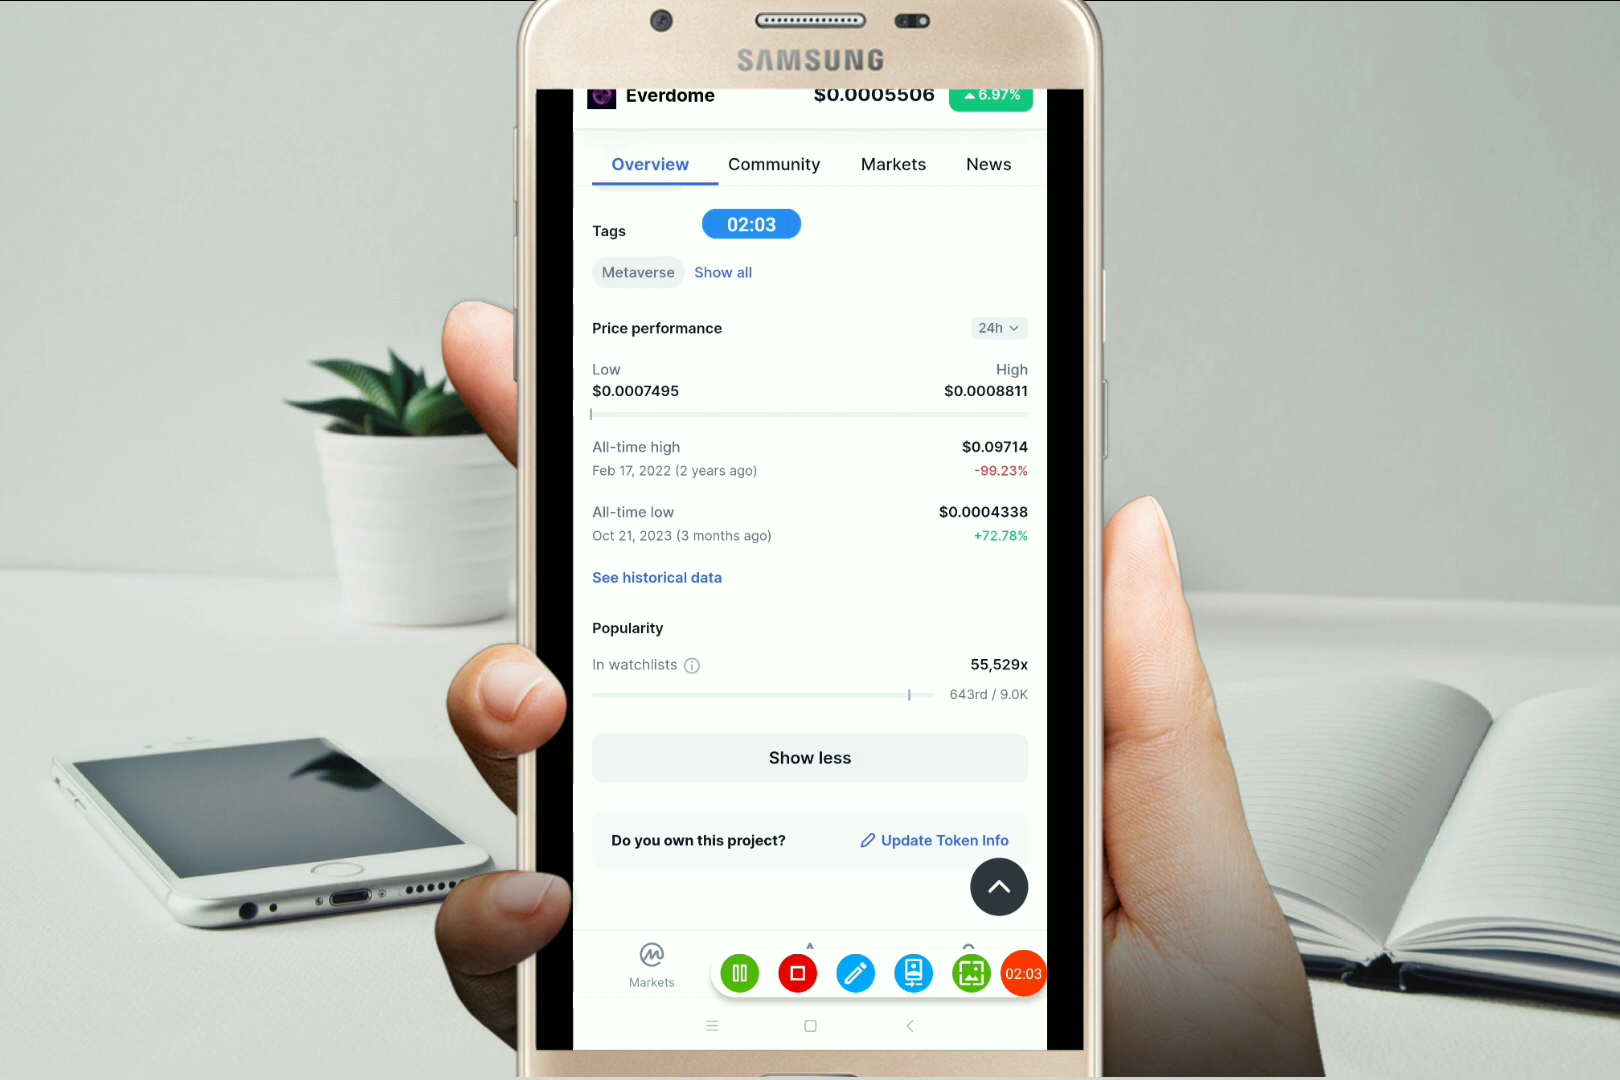 SAMSUNG
Everdome $0.0005506 6.97%
Overview Community Markets News
Tags 02:03
Metaverse Show all
Price performance 24h
Low High
$0.0007495 $0.0008811
All-time high $0.09714
Feb 17, 2022 (2 years ago) -99.23%
All-time low $0.0004338
Oct 21, 2023 (3 months ago) +72.78%
See historical data
Popularity
In watchlists 55,529x
643rd / 9.0K
Show less
Do you own this project? Update Token Info
Markets 02:03